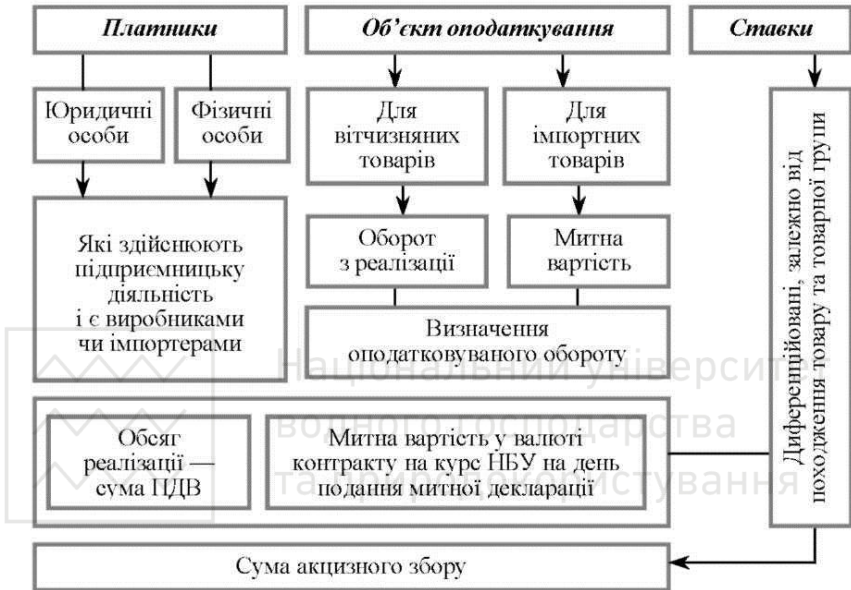 Платники
Об’єкт оподаткування
Ставки
Юридичні
особи
Фізичні
особи
Для
вітчизняних
товарів
Для
імпортних
товарів
Які здійснюють
підприємницьку
діяльність
і є виробниками
чи імпортерами
Оборот
з реалізації
Митна
вартість
Визначення
оподатковуваного обороту
Диференційовані, залежно від
походження товару та товарної групи
Обсяг
реалізації —
сума ПДВ
Митна вартість у валюті
контракту на курс НБУ на день
подання митної декларації
Сума акцизного збору
Національний університет
водного господарства
та природокористування